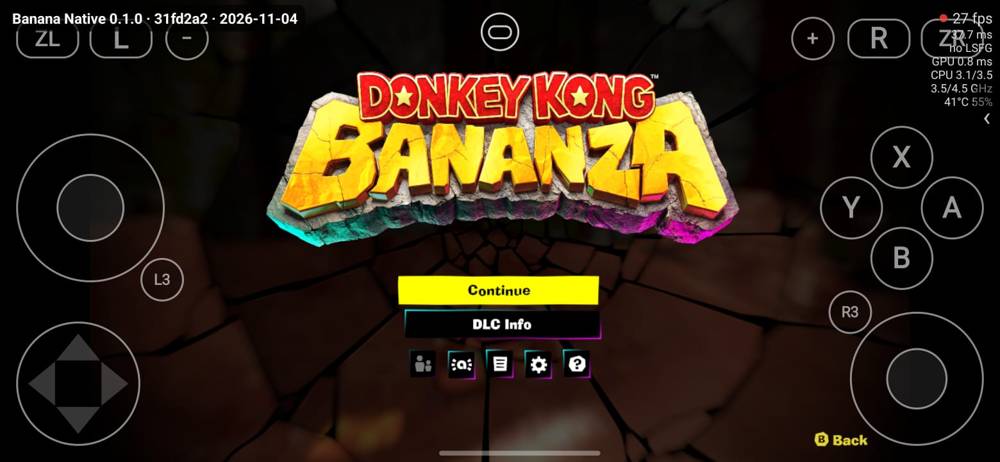 Banana Native 0.1.0 · 31fd2a2 · 2026-11-04
ZL L - + R ZR
27 fps
no LSFG
GPU 0.8 ms
CPU 3.1/3.5
3.5/4.5 GHz
41°C 55%
DONKEY KONG™
BANANZA
X
Y A
B
L3
R3
Continue
DLC Info
B Back